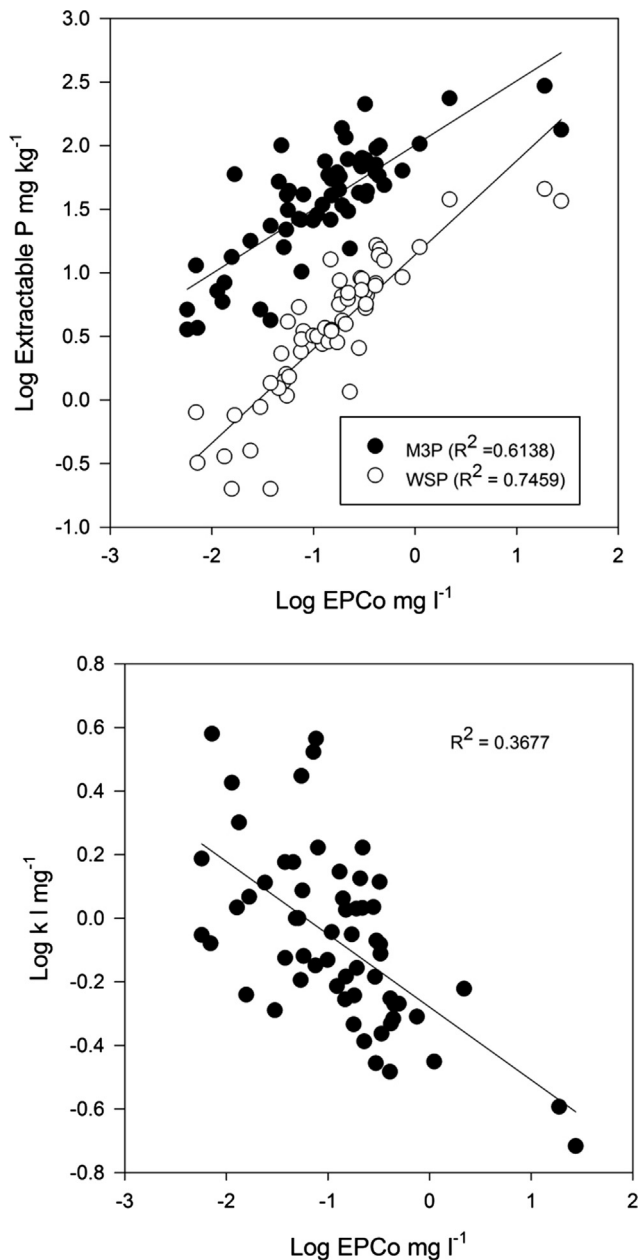 3.0
2.5
2.0
1.5
1.0
0.5
0.0
-0.5
-1.0
Log Extractable P mg kg⁻¹
M3P (R² =0.6138)
WSP (R² = 0.7459)
-3 -2 -1 0 1 2
Log EPCo mg l⁻¹
0.8
0.6
0.4
0.2
0.0
-0.2
-0.4
-0.6
-0.8
Log k l mg⁻¹
R² = 0.3677
-3 -2 -1 0 1 2
Log EPCo mg l⁻¹